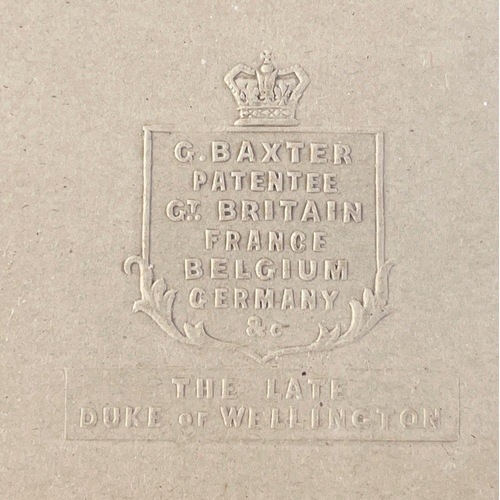 G. BAXTER
PATENTEE
GT. BRITAIN
FRANCE
BELGIUM
GERMANY
&c
THE LATE
DUKE OF WELLINGTON